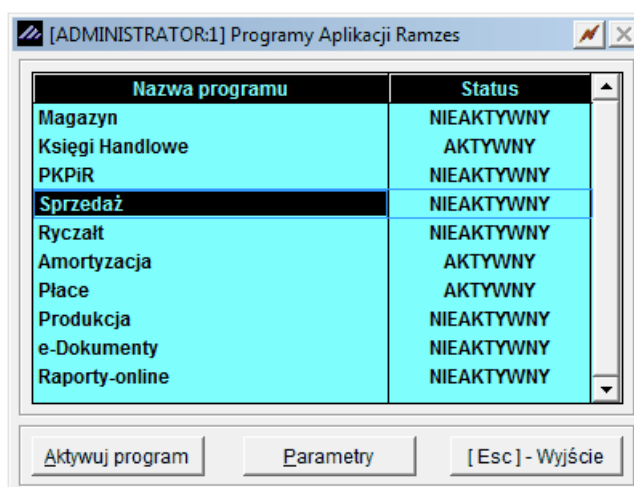 [ADMINISTRATOR:1] Programy Aplikacji Ramzes
Nazwa programu Status
Magazyn NIEAKTYWNY
Księgi Handlowe AKTYWNY
PKPiR NIEAKTYWNY
Sprzedaż NIEAKTYWNY
Ryczałt NIEAKTYWNY
Amortyzacja AKTYWNY
Płace AKTYWNY
Produkcja NIEAKTYWNY
e-Dokumenty NIEAKTYWNY
Raporty-online NIEAKTYWNY
Aktywuj program Parametry [ Esc ] - Wyjście